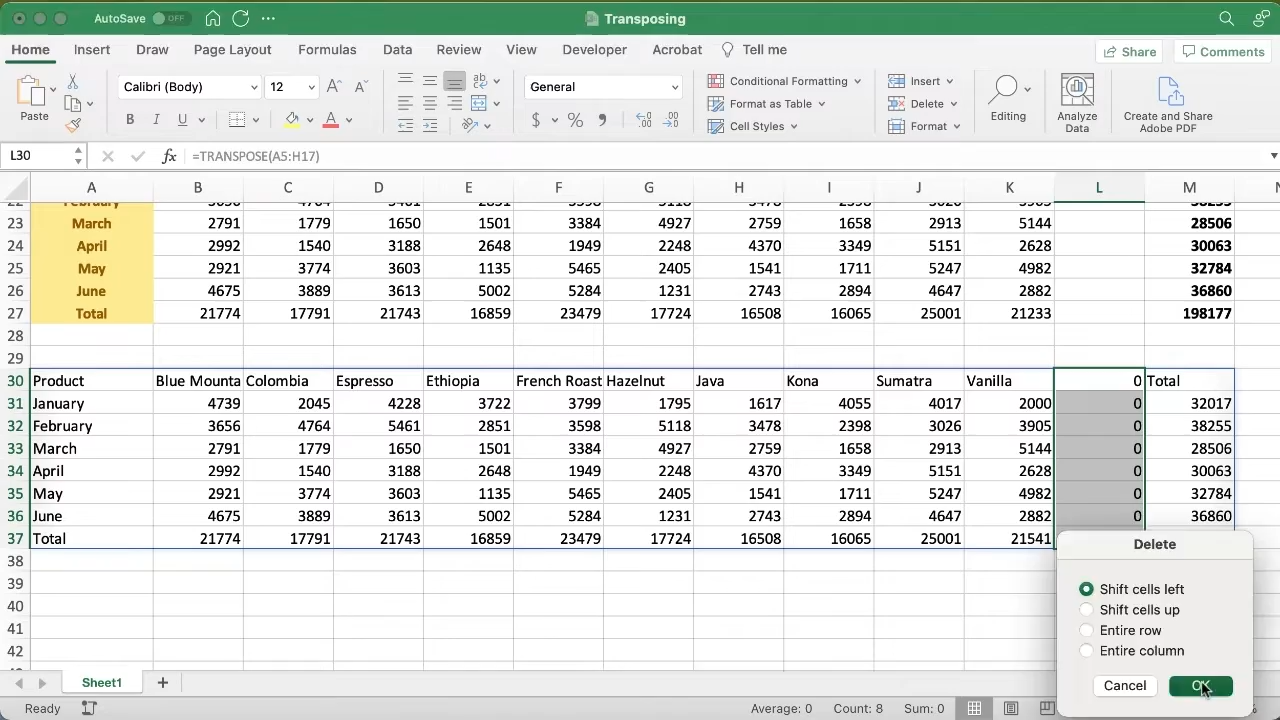 AutoSave OFF Transposing
Home Insert Draw Page Layout Formulas Data Review View Developer Acrobat Tell me Share Comments
Paste Calibri (Body) 12 A A ab General Conditional Formatting Insert
B I U A $ % Format as Table Delete
Cell Styles Format
Editing Analyze Data Create and Share Adobe PDF
L30 fx =TRANSPOSE(A5:H17)
A B C D E F G H I J K L M
23 March 2791 1779 1650 1501 3384 4927 2759 1658 2913 5144 28506
24 April 2992 1540 3188 2648 1949 2248 4370 3349 5151 2628 30063
25 May 2921 3774 3603 1135 5465 2405 1541 1711 5247 4982 32784
26 June 4675 3889 3613 5002 5284 1231 2743 2894 4647 2882 36860
27 Total 21774 17791 21743 16859 23479 17724 16508 16065 25001 21233 198177
28
29
30 Product Blue Mounta Colombia Espresso Ethiopia French Roast Hazelnut Java Kona Sumatra Vanilla 0 Total
31 January 4739 2045 4228 3722 3799 1795 1617 4055 4017 2000 0 32017
32 February 3656 4764 5461 2851 3598 5118 3478 2398 3026 3905 0 38255
33 March 2791 1779 1650 1501 3384 4927 2759 1658 2913 5144 0 28506
34 April 2992 1540 3188 2648 1949 2248 4370 3349 5151 2628 0 30063
35 May 2921 3774 3603 1135 5465 2405 1541 1711 5247 4982 0 32784
36 June 4675 3889 3613 5002 5284 1231 2743 2894 4647 2882 0 36860
37 Total 21774 17791 21743 16859 23479 17724 16508 16065 25001 21541
38
39
40
41
42
Delete
Shift cells left
Shift cells up
Entire row
Entire column
Cancel OK
Sheet1 +
Ready Average: 0 Count: 8 Sum: 0